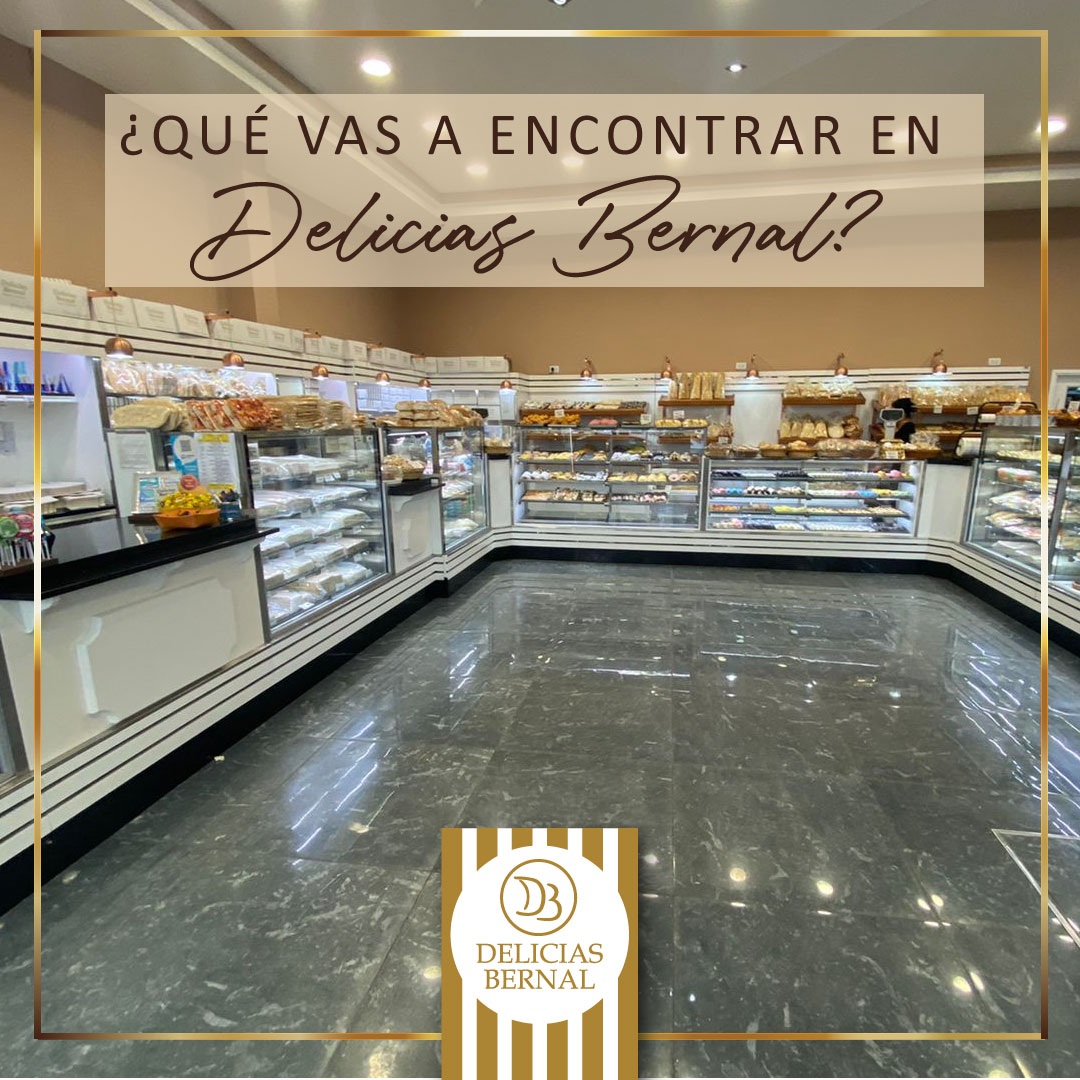 ¿QUÉ VAS A ENCONTRAR EN
Delicias Bernal?
DB
DELICIAS
BERNAL